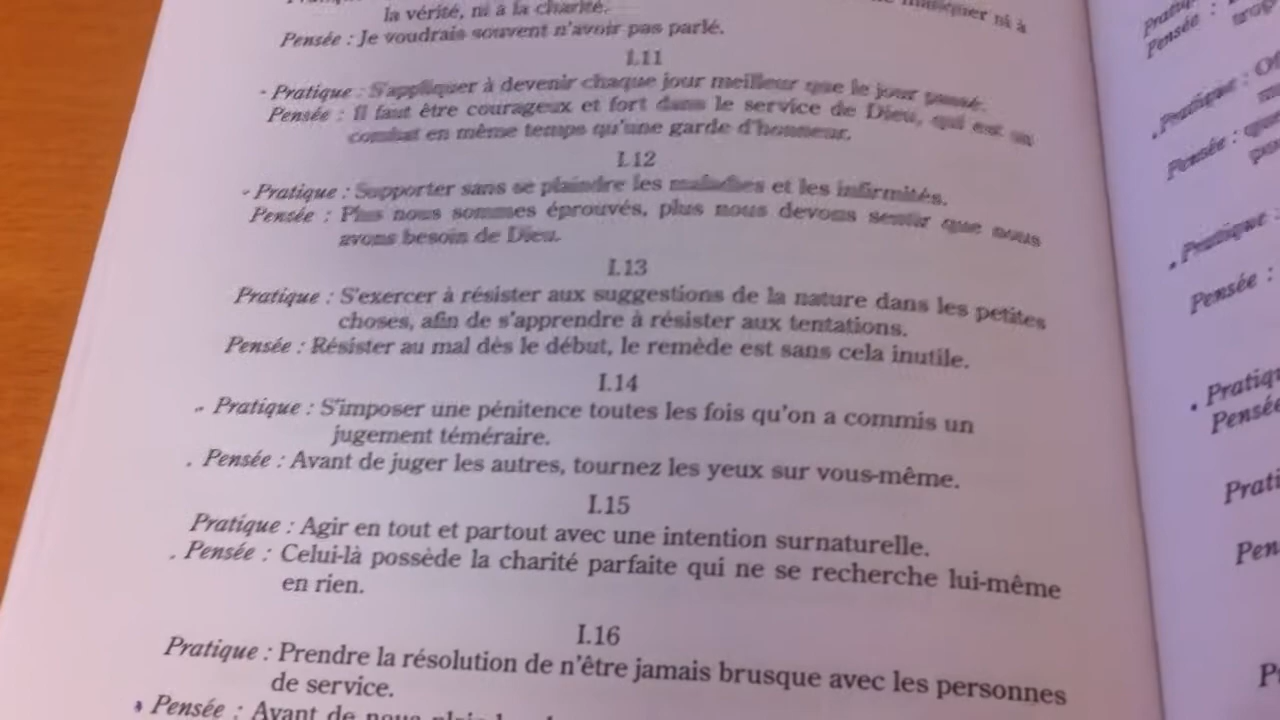 la vérité, ni à la charité.
Pensée : Je voudrais souvent n'avoir pas parlé.
I.11
- Pratique : S'appliquer à devenir chaque jour meilleur que le jour passé.
Pensée : Il faut être courageux et fort dans le service de Dieu, qui est un
combat en même temps qu'une garde d'honneur.
I.12
- Pratique : Supporter sans se plaindre les maladies et les infirmités.
Pensée : Plus nous sommes éprouvés, plus nous devons sentir que nous
avons besoin de Dieu.
I.13
Pratique : S'exercer à résister aux suggestions de la nature dans les petites
choses, afin de s'apprendre à résister aux tentations.
Pensée : Résister au mal dès le début, le remède est sans cela inutile.
I.14
Pratique : S'imposer une pénitence toutes les fois qu'on a commis un
jugement téméraire.
Pensée : Avant de juger les autres, tournez les yeux sur vous-même.
I.15
Pratique : Agir en tout et partout avec une intention surnaturelle.
Pensée : Celui-là possède la charité parfaite qui ne se recherche lui-même
en rien.
I.16
Pratique : Prendre la résolution de n'être jamais brusque avec les personnes
de service.
Pensée : Avant de nous
Pensée :
Pratique :
Pensée :
Pratique :
Pensée :